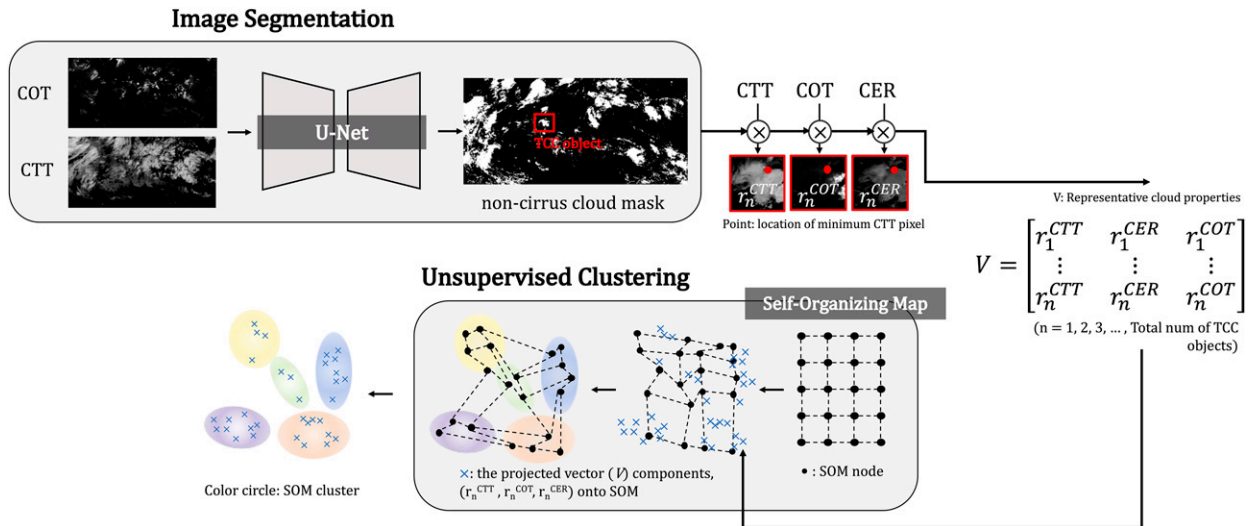 Image Segmentation
COT
CTT
U-Net
TCC object
non-cirrus cloud mask
CTT COT CER
r_n^CTT r_n^COT r_n^CER
Point: location of minimum CTT pixel
V: Representative cloud properties
V = [r_1^CTT r_1^CER r_1^COT
⋮ ⋮ ⋮
r_n^CTT r_n^CER r_n^COT]
(n = 1, 2, 3, ... , Total num of TCC
objects)
Unsupervised Clustering
Self-Organizing Map
×: the projected vector (V) components,
(r_n^CTT , r_n^COT, r_n^CER) onto SOM
• : SOM node
Color circle: SOM cluster